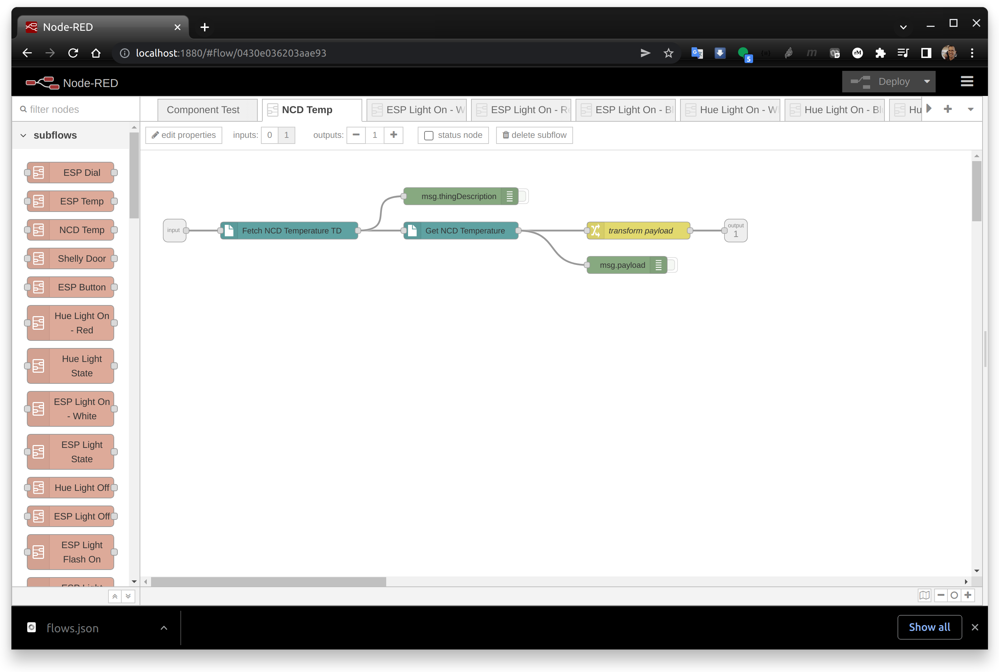 Node-RED
localhost:1880/#flow/0430e036203aae93
5
rM
Node-RED
Deploy
filter nodes
Component Test
NCD Temp
ESP Light On - W
ESP Light On - Re
ESP Light On - Bl
Hue Light On - W
Hue Light On - Blu
Hu
subflows
edit properties
inputs: 0 1
outputs: 1
status node
delete subflow
ESP Dial
ESP Temp
NCD Temp
Shelly Door
ESP Button
Hue Light On
- Red
Hue Light
State
ESP Light On
- White
ESP Light
State
Hue Light Off
ESP Light Off
ESP Light
Flash On
ESP Light
msg.thingDescription
input
Fetch NCD Temperature TD
Get NCD Temperature
transform payload
output
1
msg.payload
flows.json
Show all